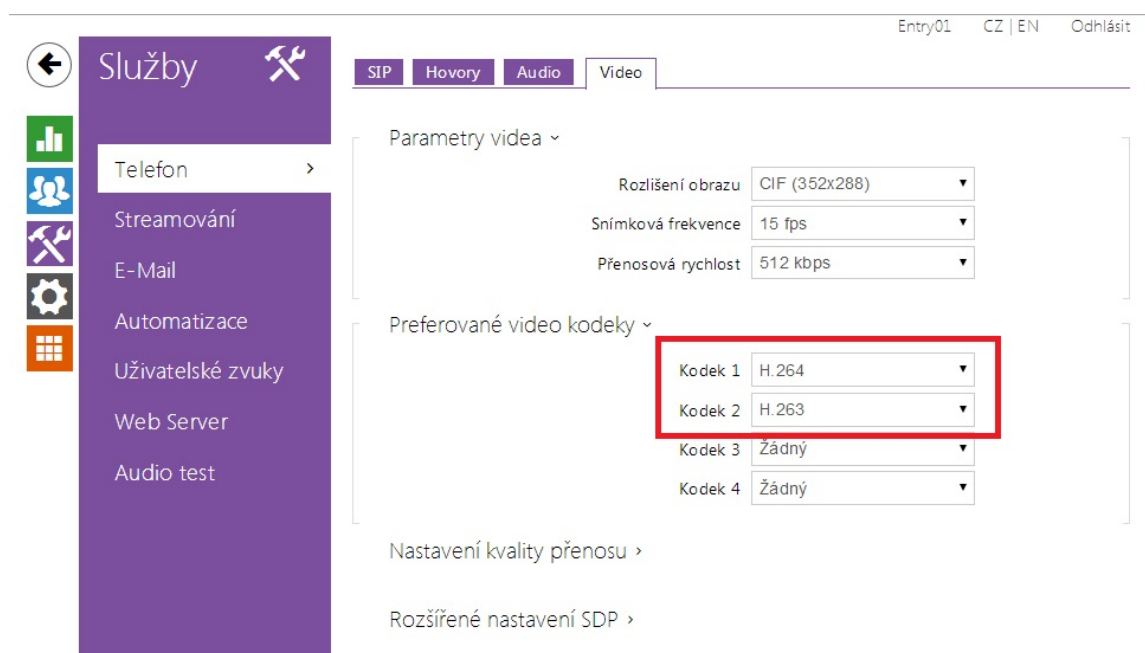 Entry01 CZ | EN Odhlásit
Služby
SIP Hovory Audio Video
Telefon
Streamování
E-Mail
Automatizace
Uživatelské zvuky
Web Server
Audio test
Parametry videa
Rozlišení obrazu CIF (352x288)
Snímková frekvence 15 fps
Přenosová rychlost 512 kbps
Preferované video kodeky
Kodek 1 H.264
Kodek 2 H.263
Kodek 3 Žádný
Kodek 4 Žádný
Nastavení kvality přenosu
Rozšířené nastavení SDP